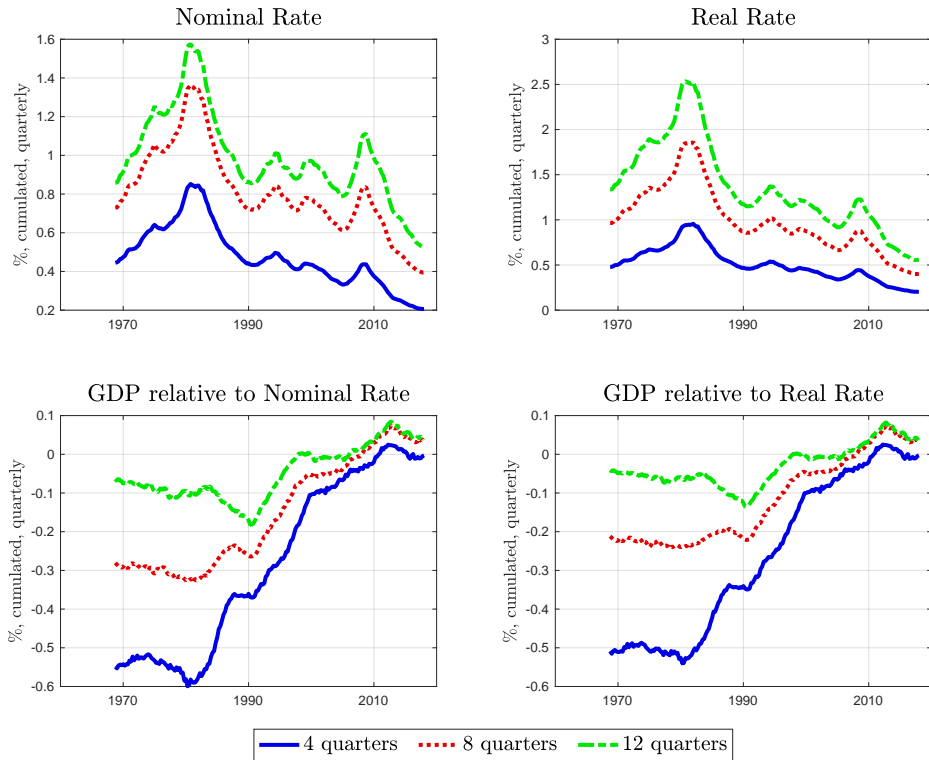 Nominal Rate
%, cumulated, quarterly
1.6
1.4
1.2
1
0.8
0.6
0.4
0.2
1970 1990 2010
Real Rate
%, cumulated, quarterly
3
2.5
2
1.5
1
0.5
0
1970 1990 2010
GDP relative to Nominal Rate
%, cumulated, quarterly
0.1
0
-0.1
-0.2
-0.3
-0.4
-0.5
-0.6
1970 1990 2010
GDP relative to Real Rate
%, cumulated, quarterly
0.1
0
-0.1
-0.2
-0.3
-0.4
-0.5
-0.6
1970 1990 2010
4 quarters 8 quarters 12 quarters